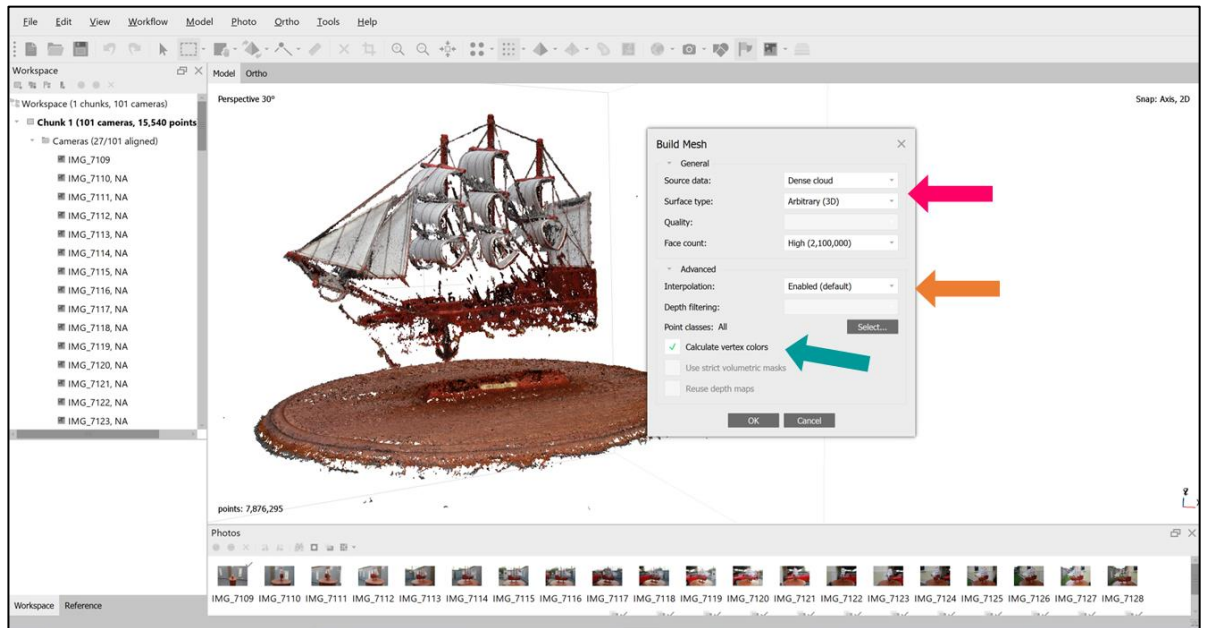 File Edit View Workflow Model Photo Ortho Tools Help
Workspace
Workspace (1 chunks, 101 cameras)
Chunk 1 (101 cameras, 15,540 points
Cameras (27/101 aligned)
IMG_7109
IMG_7110, NA
IMG_7111, NA
IMG_7112, NA
IMG_7113, NA
IMG_7114, NA
IMG_7115, NA
IMG_7116, NA
IMG_7117, NA
IMG_7118, NA
IMG_7119, NA
IMG_7120, NA
IMG_7121, NA
IMG_7122, NA
IMG_7123, NA
Workspace Reference
Model Ortho
Perspective 30°
Snap: Axis, 2D
Build Mesh
General
Source data: Dense cloud
Surface type: Arbitrary (3D)
Quality:
Face count: High (2,100,000)
Advanced
Interpolation: Enabled (default)
Depth filtering:
Point classes: All Select...
Calculate vertex colors
Use strict volumetric masks
Reuse depth maps
OK Cancel
points: 7,876,295
Photos
IMG_7109 IMG_7110 IMG_7111 IMG_7112 IMG_7113 IMG_7114 IMG_7115 IMG_7116 IMG_7117 IMG_7118 IMG_7119 IMG_7120 IMG_7121 IMG_7122 IMG_7123 IMG_7124 IMG_7125 IMG_7126 IMG_7127 IMG_7128